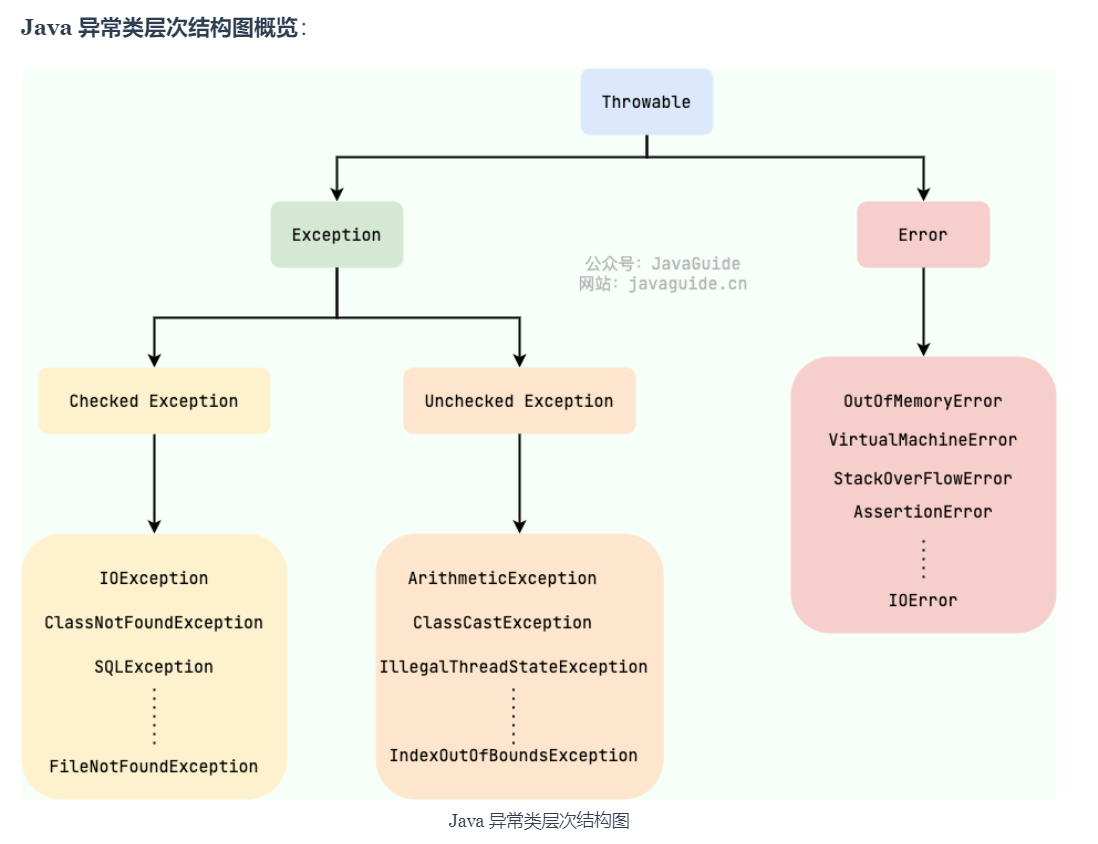 Java 异常类层次结构图概览：
Throwable
Exception
Error
公众号：JavaGuide
网站：javaguide.cn
Checked Exception
Unchecked Exception
OutOfMemoryError
VirtualMachineError
StackOverFlowError
AssertionError
IOError
IOException
ClassNotFoundException
SQLException
FileNotFoundException
ArithmeticException
ClassCastException
IllegalThreadStateException
IndexOutOfBoundsException
Java 异常类层次结构图